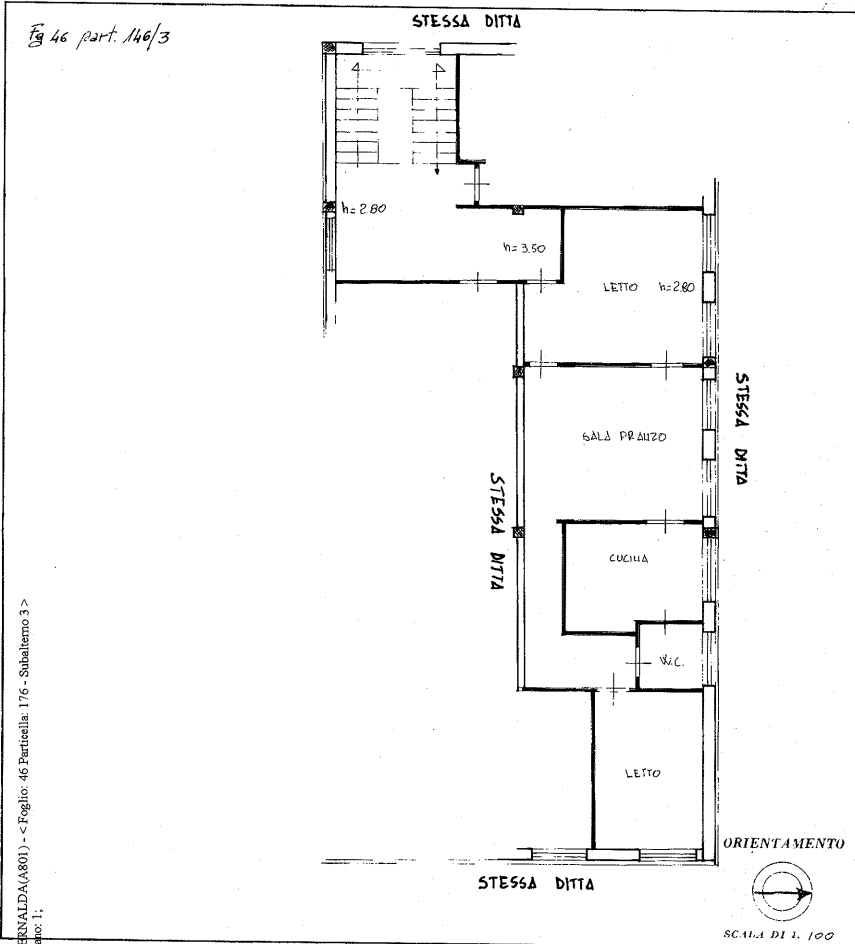 STESSA DITTA
Fg 46 part. 146/3
h=2.80
h=3.50
LETTO h=2.80
SALA PRANZO
STESSA DITTA
STESSA DITTA
CUCINA
W.C.
LETTO
ORIENTAMENTO
STESSA DITTA
SCALA DI 1: 100
ERNALDA(A801) - < Foglio: 46 Particella: 176 - Subalterno 3 >
ano: 1;